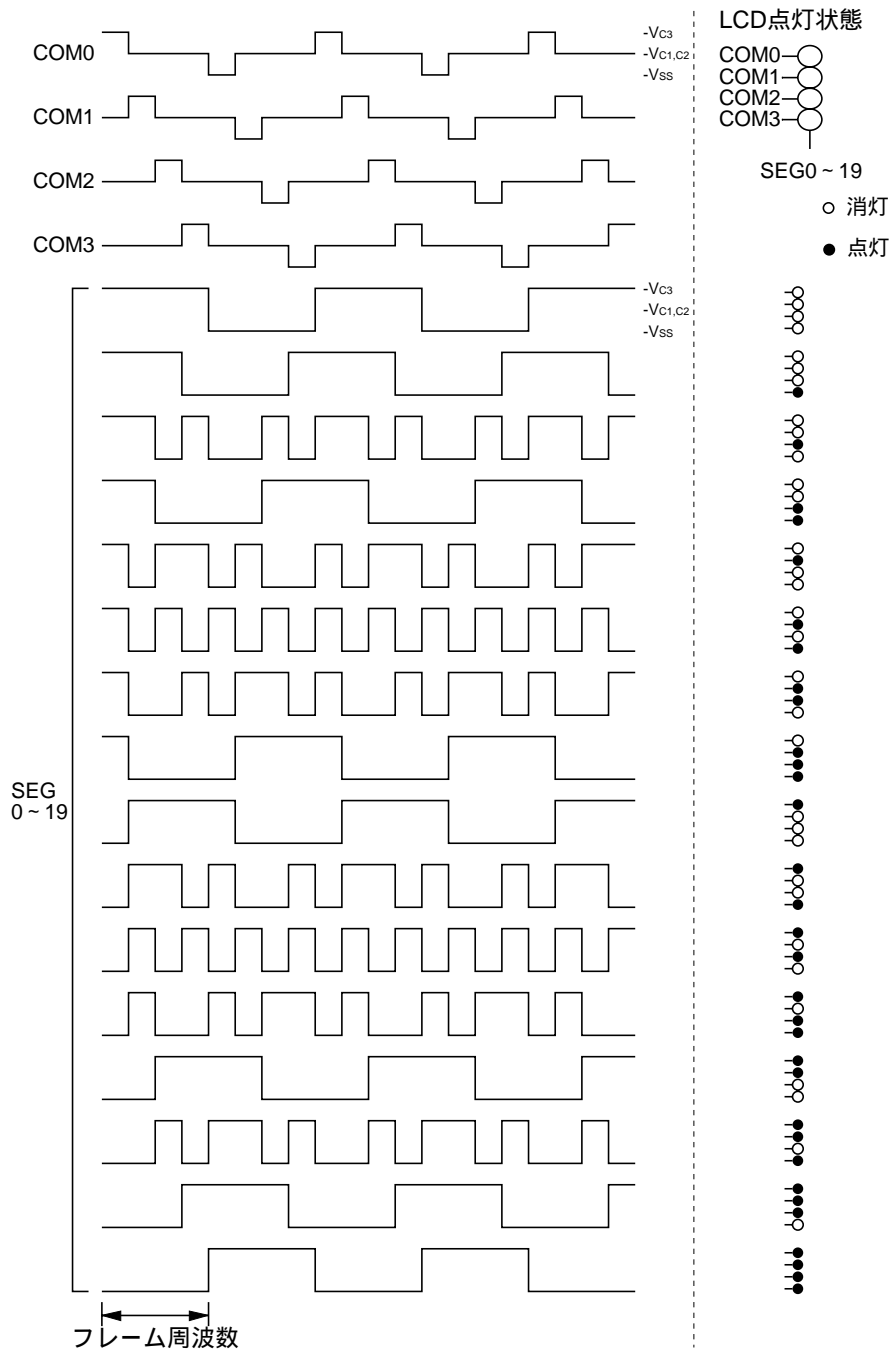 COM0
-VC3
-VC1,C2
-VSS
COM1
COM2
COM3
LCD点灯状態
COM0
COM1
COM2
COM3
SEG0 ~ 19
消灯
点灯
-VC3
-VC1,C2
-VSS
SEG
0 ~ 19
フレーム周波数